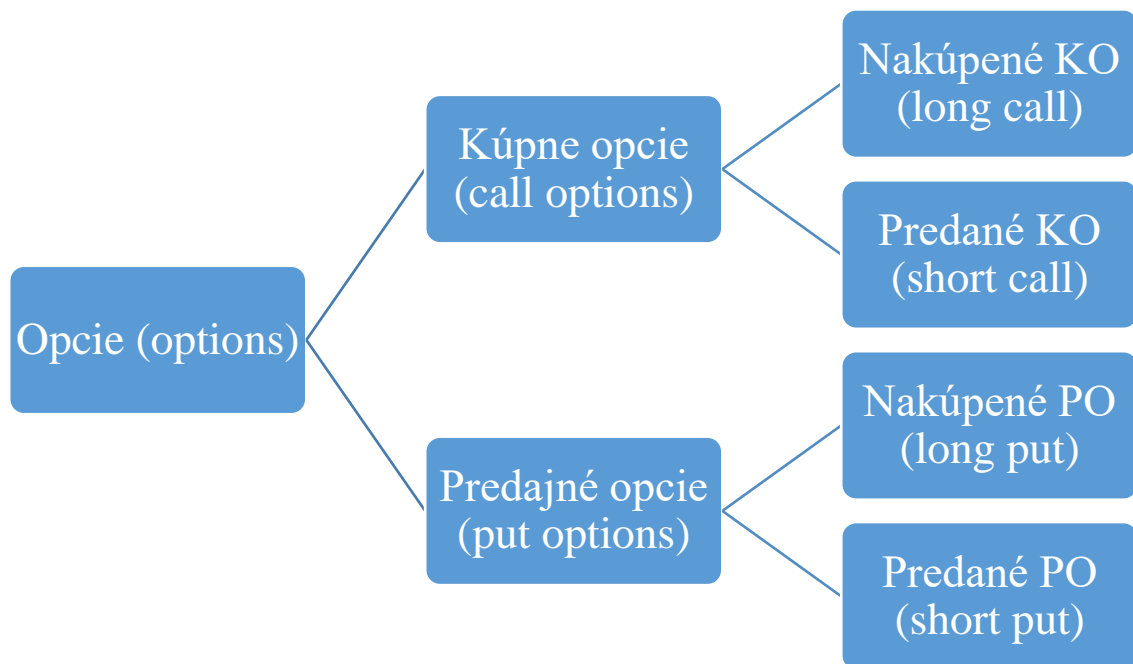 Opcie (options)
Kúpne opcie
(call options)
Nakúpené KO
(long call)
Predané KO
(short call)
Predajné opcie
(put options)
Nakúpené PO
(long put)
Predané PO
(short put)